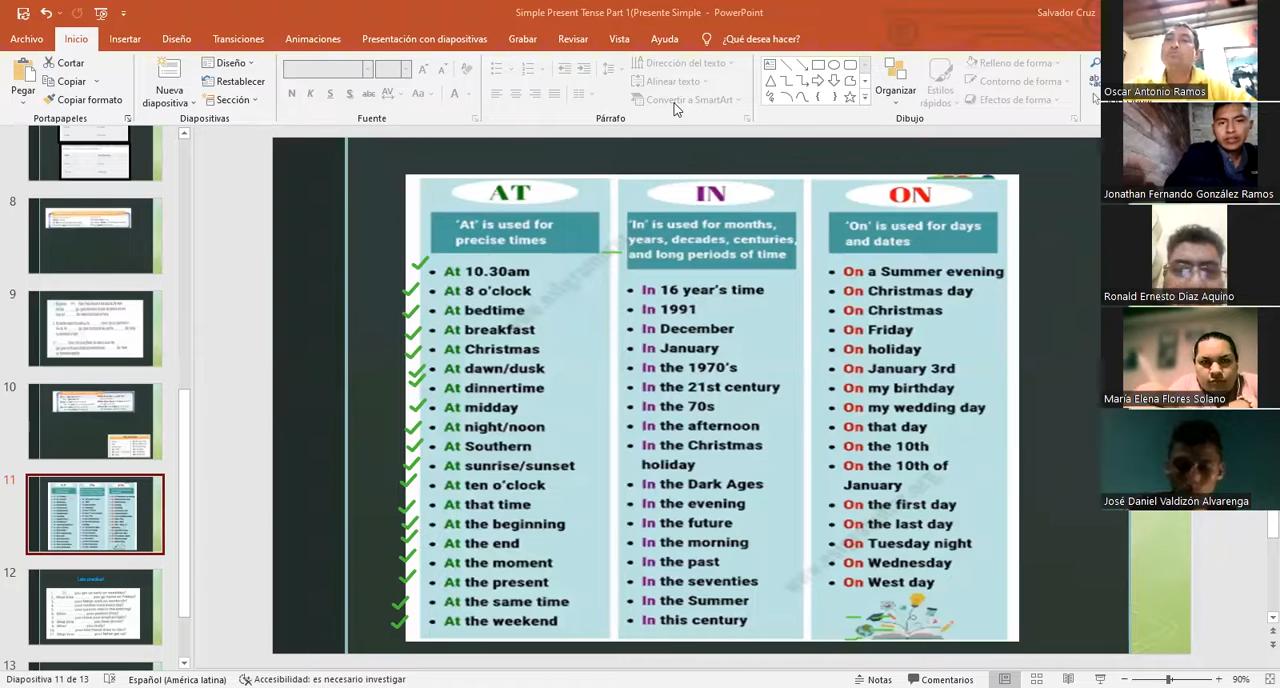 Simple Present Tense Part 1(Presente Simple - PowerPoint
Salvador Cruz
Archivo Inicio Insertar Diseño Transiciones Animaciones Presentación con diapositivas Grabar Revisar Vista Ayuda ¿Qué desea hacer?
Pegar
Cortar
Copiar
Copiar formato
Portapapeles
Nueva diapositiva
Diseño
Restablecer
Sección
Diapositivas
N K S S abc AV Aa A
Fuente
Dirección del texto
Alinear texto
Convertir a SmartArt
Párrafo
Organizar
Estilos rápidos
Relleno de forma
Contorno de forma
Efectos de forma
Dibujo
8
9
10
11
12
13
Lets practice!
AT
'At' is used for
precise times
At 10.30am
At 8 o'clock
At bedtime
At breakfast
At Christmas
At dawn/dusk
At dinnertime
At midday
At night/noon
At Southern
At sunrise/sunset
At ten o'clock
At that time
At the beginning
At the end
At the moment
At the present
At the same time
At the weekend
IN
'In' is used for months,
years, decades, centuries,
and long periods of time
In 16 year's time
In 1991
In December
In January
In the 1970's
In the 21st century
In the 70s
In the afternoon
In the Christmas
holiday
In the Dark Ages
In the evening
In the future
In the morning
In the past
In the seventies
In the Summer
In this century
ON
'On' is used for days
and dates
On a Summer evening
On Christmas day
On Christmas
On Friday
On holiday
On January 3rd
On my birthday
On my wedding day
On that day
On the 10th
On the 10th of
January
On the first day
On the last day
On Tuesday night
On Wednesday
On West day
Oscar Antonio Ramos
Jonathan Fernando González Ramos
Ronald Ernesto Diaz Aquino
María Elena Flores Solano
José Daniel Valdizón Alvarenga
Diapositiva 11 de 13 Español (América latina) Accesibilidad: es necesario investigar Notas Comentarios 90%